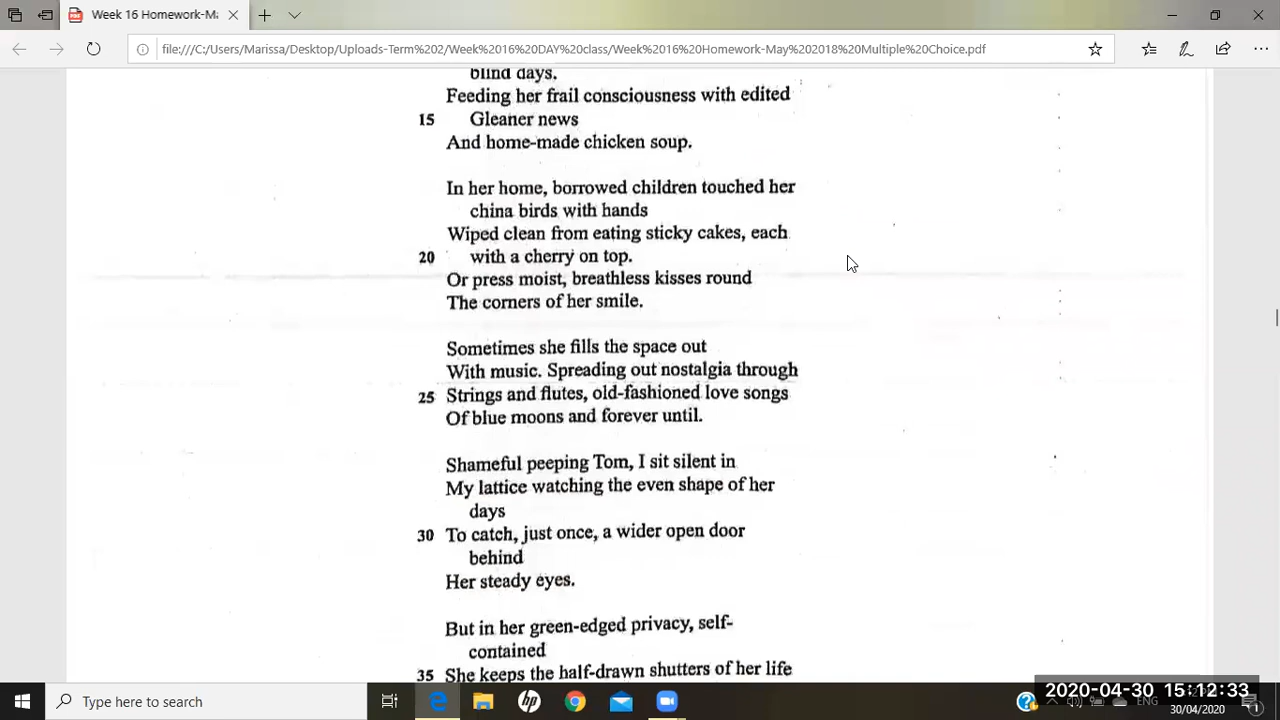 Week 16 Homework-Ma
file:///C:/Users/Marissa/Desktop/Uploads-Term%202/Week%2016%20DAY%20class/Week%2016%20Homework-May%202018%20Multiple%20Choice.pdf
blind days.
Feeding her frail consciousness with edited
15 Gleaner news
And home-made chicken soup.
In her home, borrowed children touched her
china birds with hands
Wiped clean from eating sticky cakes, each
20 with a cherry on top.
Or press moist, breathless kisses round
The corners of her smile.
Sometimes she fills the space out
With music. Spreading out nostalgia through
25 Strings and flutes, old-fashioned love songs
Of blue moons and forever until.
Shameful peeping Tom, I sit silent in
My lattice watching the even shape of her
days
30 To catch, just once, a wider open door
behind
Her steady eyes.
But in her green-edged privacy, self-
contained
35 She keeps the half-drawn shutters of her life
Type here to search
hp
ENG
2020-04-30 15:12:33
30/04/2020